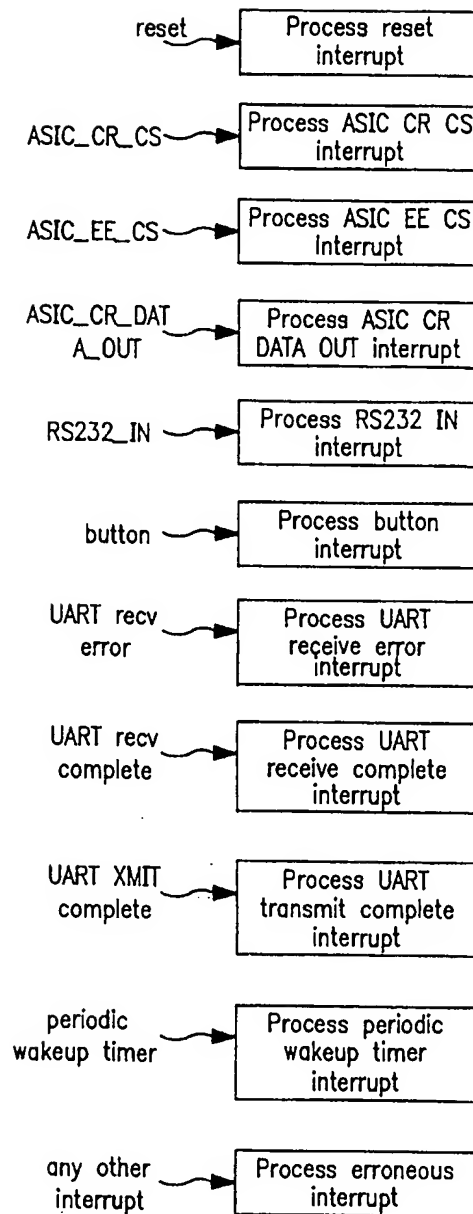 reset
Process reset
interrupt
ASIC_CR_CS
Process ASIC CR CS
interrupt
ASIC_EE_CS
Process ASIC EE CS
Interrupt
ASIC_CR_DAT
A_OUT
Process ASIC CR
DATA OUT interrupt
RS232_IN
Process RS232 IN
interrupt
button
Process button
interrupt
UART recv
error
Process UART
receive error
interrupt
UART recv
complete
Process UART
receive complete
interrupt
UART XMIT
complete
Process UART
transmit complete
interrupt
periodic
wakeup timer
Process periodic
wakeup timer
interrupt
any other
interrupt
Process erroneous
interrupt